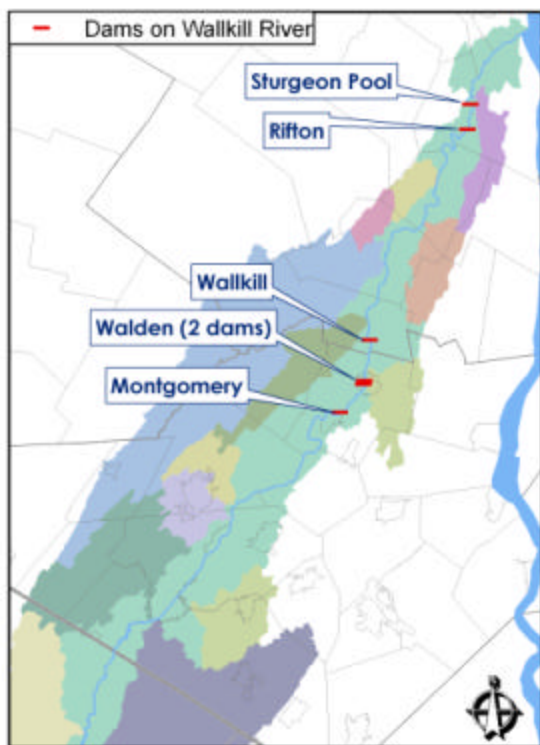 Dams on Wallkill River
Sturgeon Pool
Rifton
Wallkill
Walden (2 dams)
Montgomery